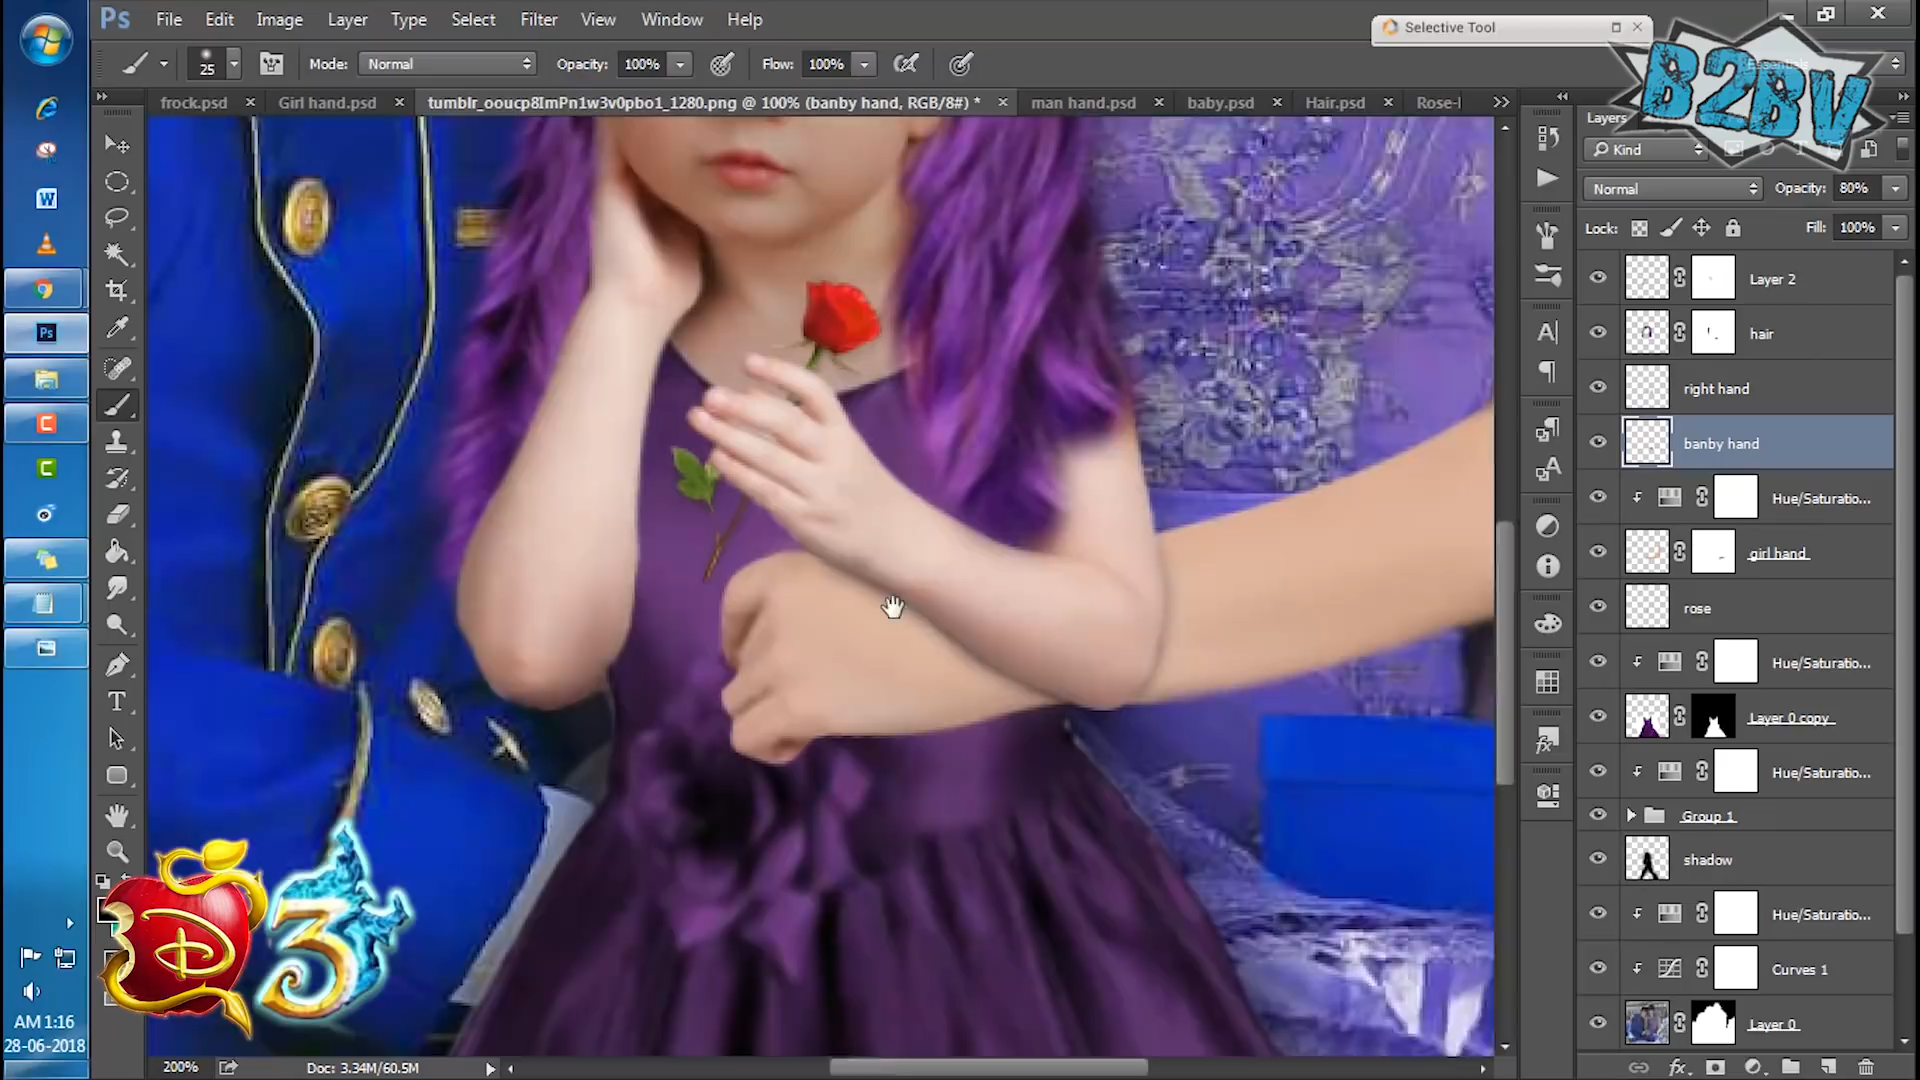 Ps File Edit Image Layer Type Select Filter View Window Help
Selective Tool
B2BV
25 Mode: Normal Opacity: 100% Flow: 100%
frock.psd Girl hand.psd tumblr_ooucp8ImPn1w3v0pbo1_1280.png @ 100% (banby hand, RGB/8#) * man hand.psd baby.psd Hair.psd Rose-
Layers
Kind
Normal Opacity: 80%
Lock: Fill: 100%
Layer 2
hair
right hand
banby hand
Hue/Saturatio...
girl hand
rose
Hue/Saturatio...
Layer 0 copy
Hue/Saturatio...
Group 1
shadow
Hue/Saturatio...
Curves 1
Layer 0
D3
AM 1:16
28-06-2018
200% Doc: 3.34M/60.5M